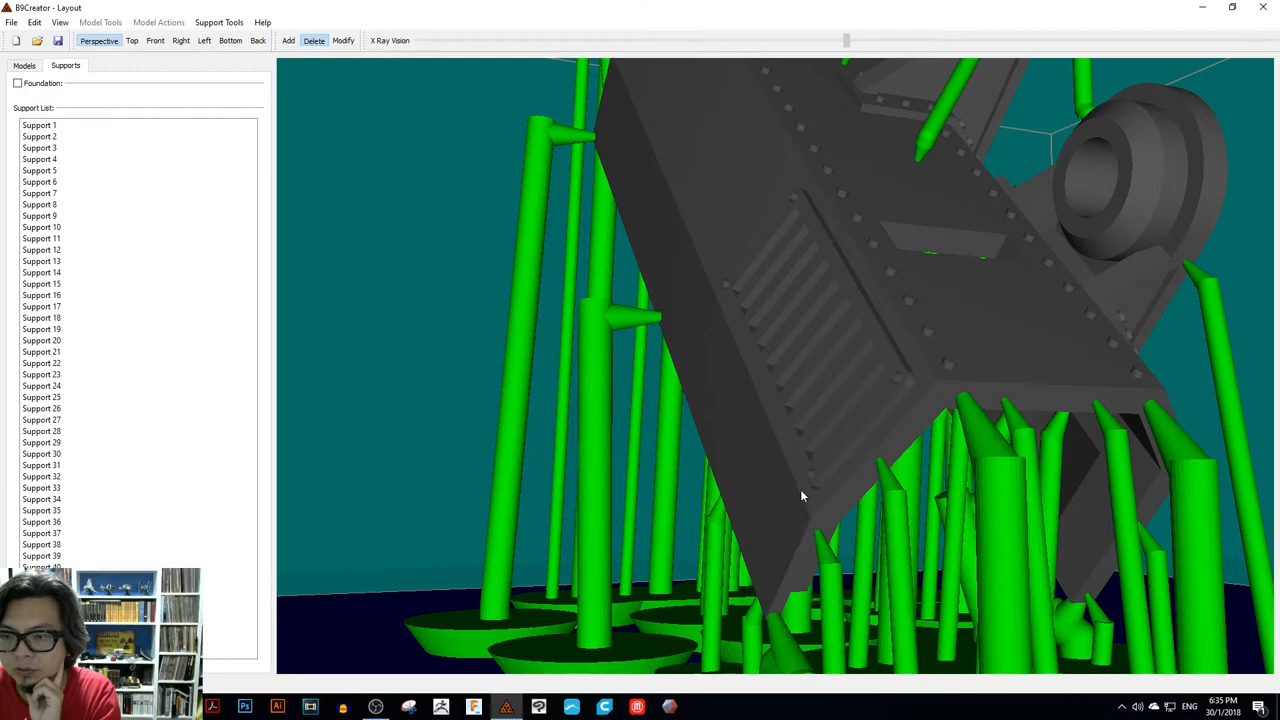 B9Creator - Layout
File Edit View Model Tools Model Actions Support Tools Help
Perspective Top Front Right Left Bottom Back Add Delete Modify X Ray Vision
Models Supports
Foundation:
Support List:
Support 1
Support 2
Support 3
Support 4
Support 5
Support 6
Support 7
Support 8
Support 9
Support 10
Support 11
Support 12
Support 13
Support 14
Support 15
Support 16
Support 17
Support 18
Support 19
Support 20
Support 21
Support 22
Support 23
Support 24
Support 25
Support 26
Support 27
Support 28
Support 29
Support 30
Support 31
Support 32
Support 33
Support 34
Support 35
Support 36
Support 37
Support 38
Support 39
Ps Ai
ENG
6:35 PM
30/1/2018